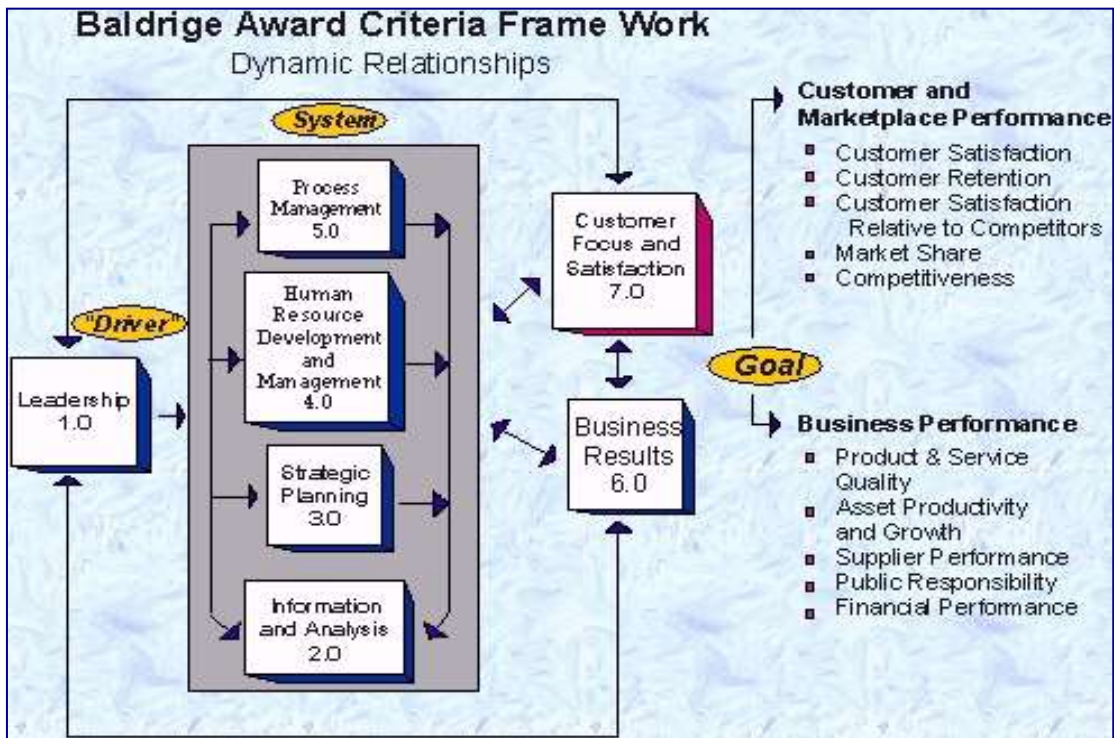 Baldrige Award Criteria Frame Work
Dynamic Relationships
System
Process
Management
5.0
Human
Resource
Development
and
Management
4.0
Strategic
Planning
3.0
Information
and Analysis
2.0
"Driver"
Leadership
1.0
Customer
Focus and
Satisfaction
7.0
Business
Results
6.0
Goal
Customer and
Marketplace Performance
Customer Satisfaction
Customer Retention
Customer Satisfaction
Relative to Competitors
Market Share
Competitiveness
Business Performance
Product & Service
Quality
Asset Productivity
and Growth
Supplier Performance
Public Responsibility
Financial Performance